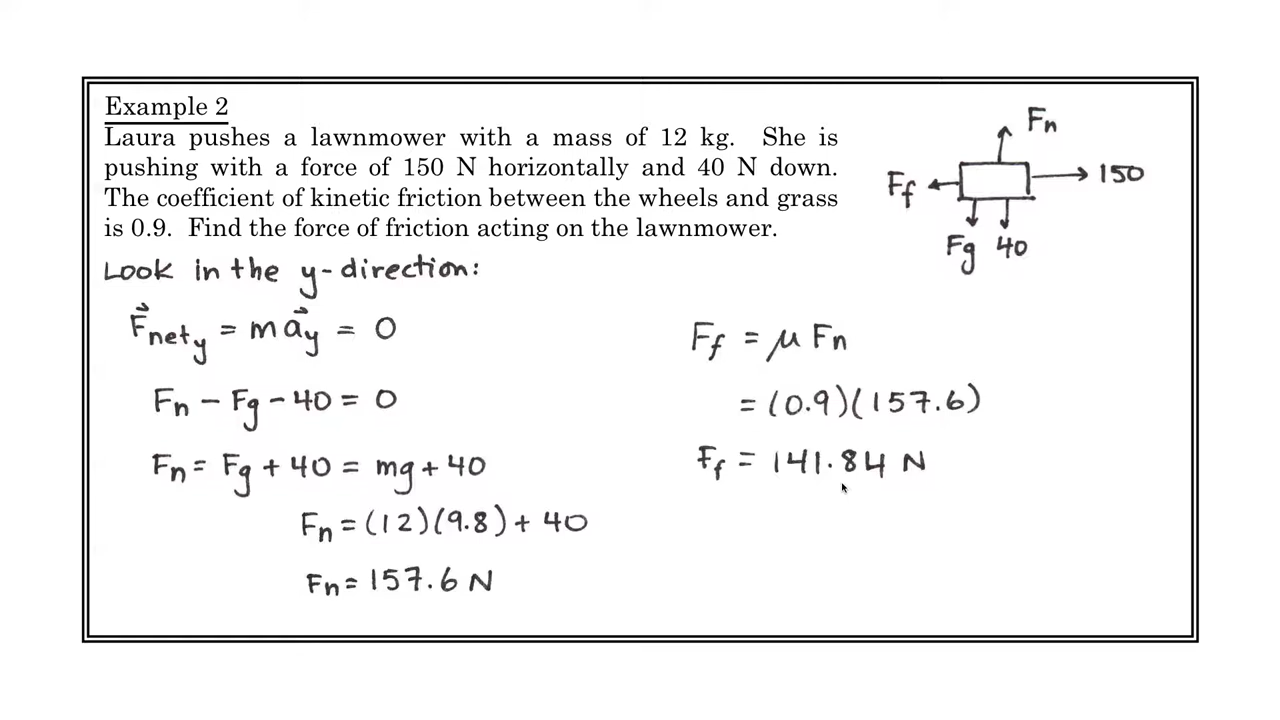 Example 2
Laura pushes a lawnmower with a mass of 12 kg. She is
pushing with a force of 150 N horizontally and 40 N down.
The coefficient of kinetic friction between the wheels and grass
is 0.9. Find the force of friction acting on the lawnmower.
Fn
Ff
150
Fg 40
Look in the y-direction:
F⃗net y = m a⃗y = 0
Fn - Fg - 40 = 0
Fn = Fg + 40 = mg + 40
Fn = (12)(9.8) + 40
Fn = 157.6 N
Ff = μ Fn
= (0.9)(157.6)
Ff = 141.84 N